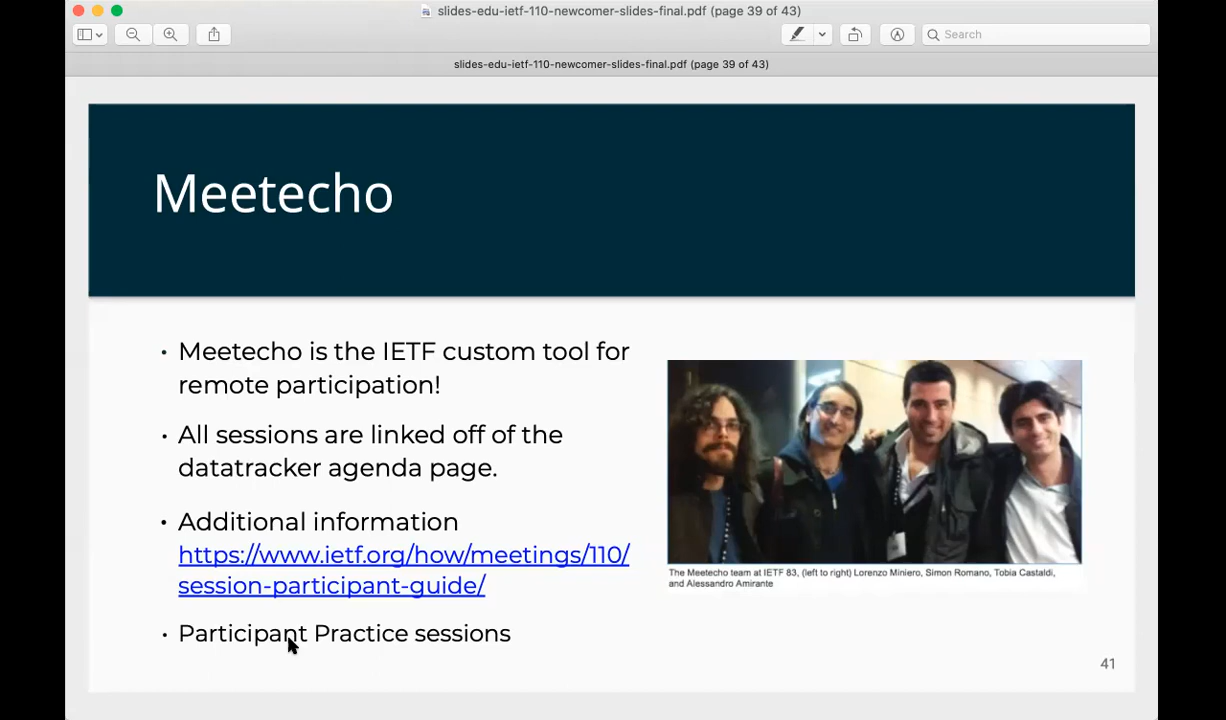 slides-edu-ietf-110-newcomer-slides-final.pdf (page 39 of 43)
Search
slides-edu-ietf-110-newcomer-slides-final.pdf (page 39 of 43)
Meetecho
• Meetecho is the IETF custom tool for
remote participation!
• All sessions are linked off of the
datatracker agenda page.
• Additional information
https://www.ietf.org/how/meetings/110/
session-participant-guide/
• Participant Practice sessions
The Meetecho team at IETF 83, (left to right) Lorenzo Miniero, Simon Romano, Tobia Castaldi,
and Alessandro Amirante
41